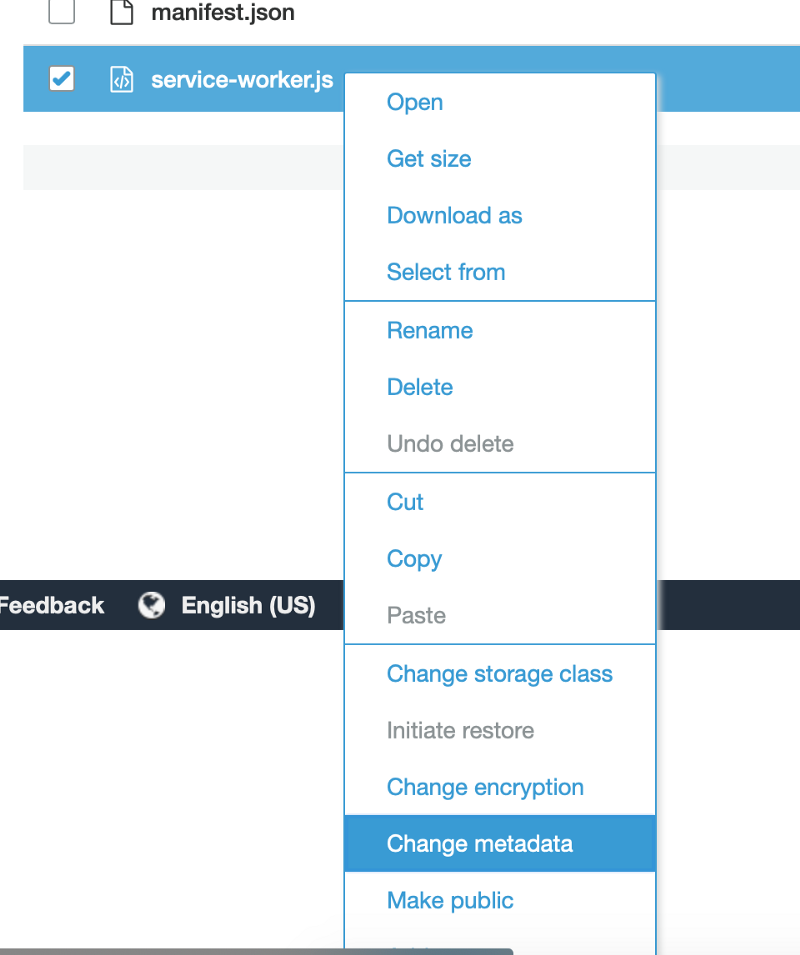 manifest.json
service-worker.js
Open
Get size
Download as
Select from
Rename
Delete
Undo delete
Cut
Copy
Paste
Feedback
English (US)
Change storage class
Initiate restore
Change encryption
Change metadata
Make public